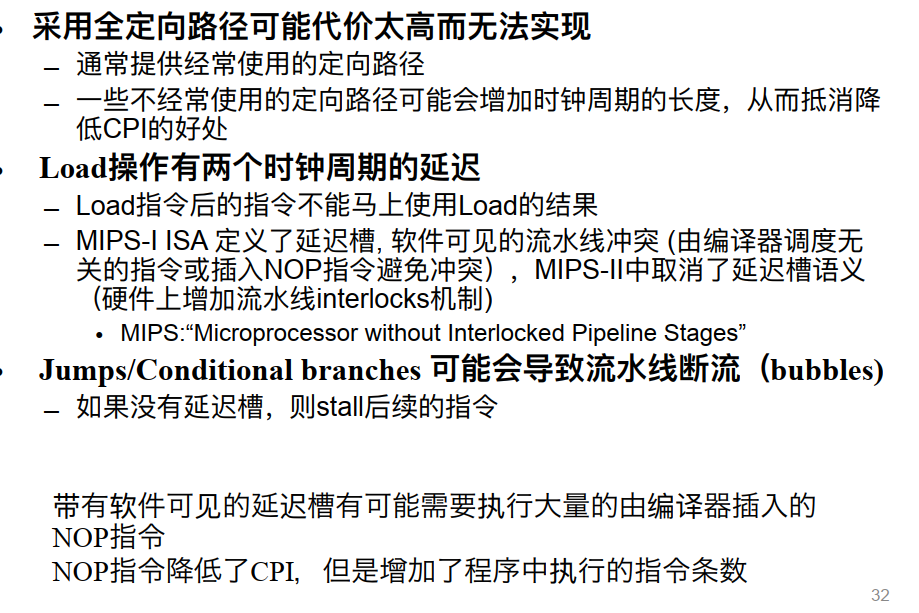 • 采用全定向路径可能代价太高而无法实现
– 通常提供经常使用的定向路径
– 一些不经常使用的定向路径可能会增加时钟周期的长度，从而抵消降
低CPI的好处
• Load操作有两个时钟周期的延迟
– Load指令后的指令不能马上使用Load的结果
– MIPS-I ISA 定义了延迟槽, 软件可见的流水线冲突 (由编译器调度无
关的指令或插入NOP指令避免冲突），MIPS-II中取消了延迟槽语义
（硬件上增加流水线interlocks机制)
• MIPS:“Microprocessor without Interlocked Pipeline Stages”
• Jumps/Conditional branches 可能会导致流水线断流（bubbles)
– 如果没有延迟槽，则stall后续的指令
带有软件可见的延迟槽有可能需要执行大量的由编译器插入的
NOP指令
NOP指令降低了CPI，但是增加了程序中执行的指令条数
32